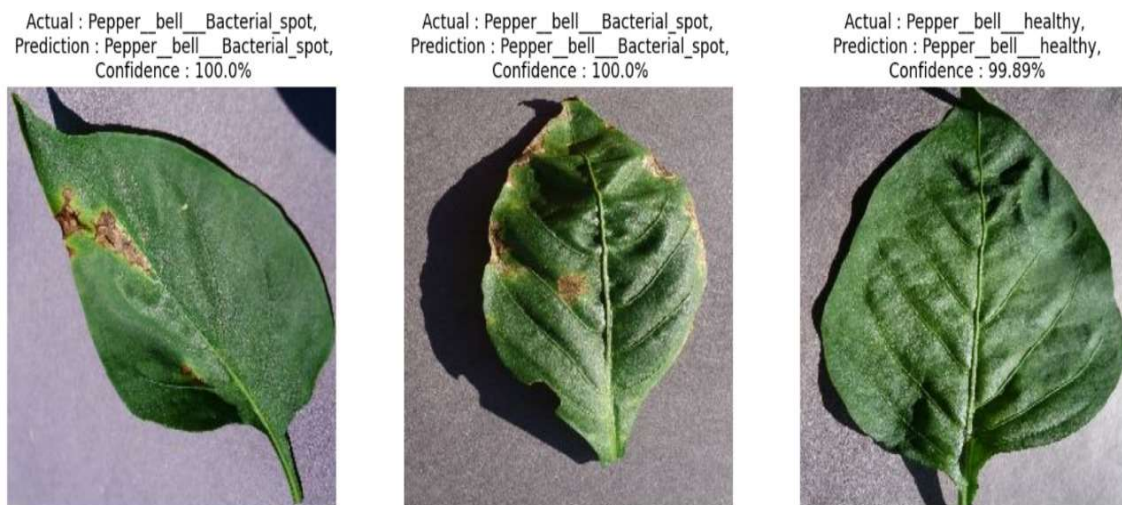 Actual : Pepper__bell___Bacterial_spot,
Prediction : Pepper__bell___Bacterial_spot,
Confidence : 100.0%
Actual : Pepper__bell___Bacterial_spot,
Prediction : Pepper__bell___Bacterial_spot,
Confidence : 100.0%
Actual : Pepper__bell___healthy,
Prediction : Pepper__bell___healthy,
Confidence : 99.89%